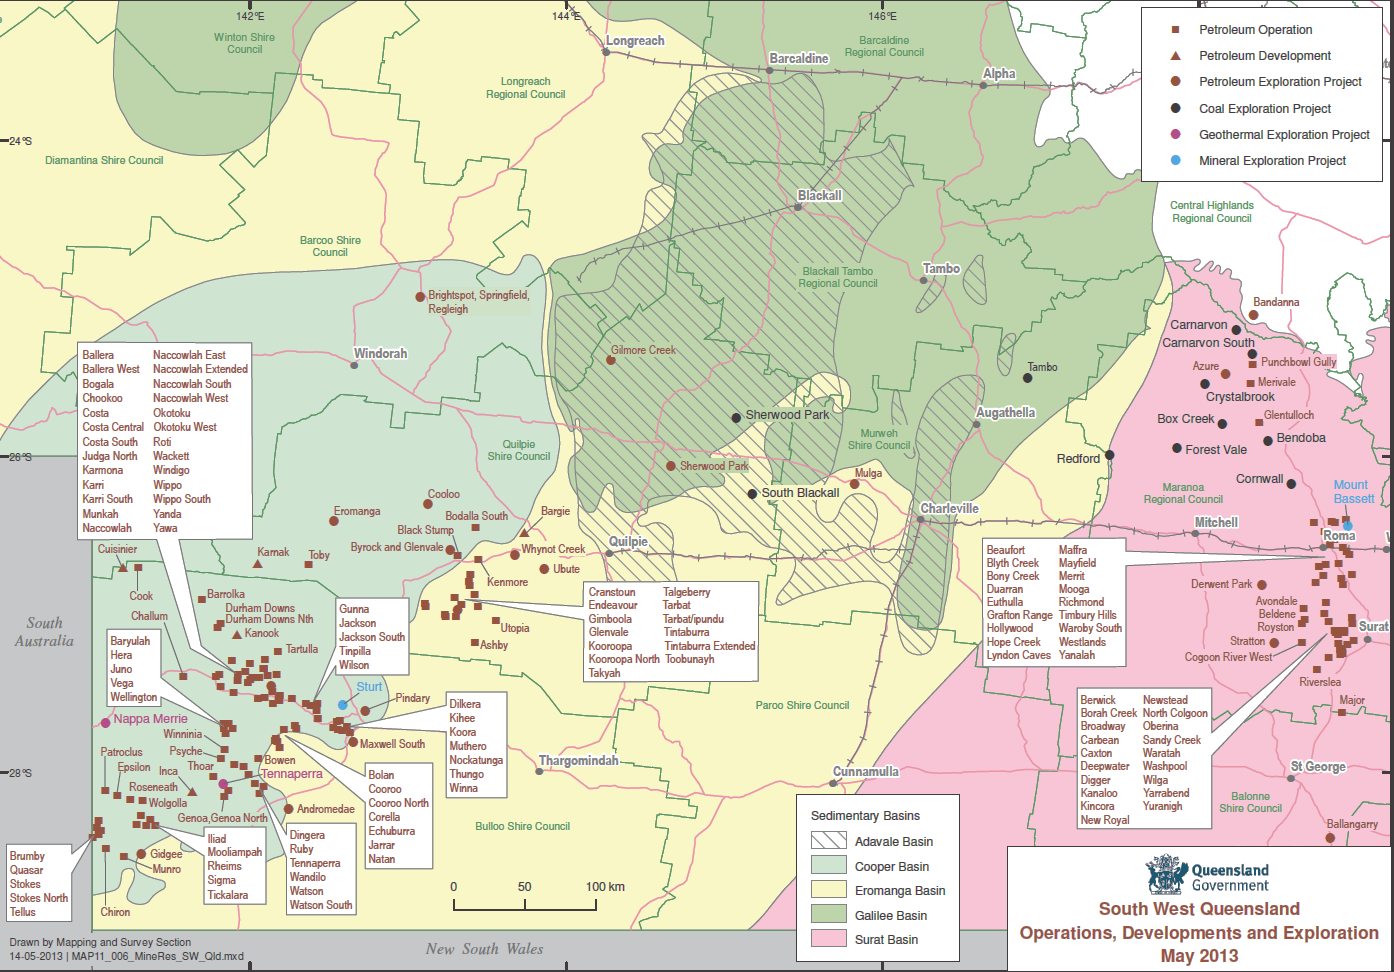 142°E
144°E
146°E
24°S
26°S
28°S
Winton Shire
Council
Longreach
Barcaldine
Barcaldine
Regional Council
Alpha
Longreach
Regional Council
Diamantina Shire Council
Barcoo Shire
Council
Blackall
Central Highlands
Regional Council
Tambo
Blackall Tambo
Regional Council
Petroleum Operation
Petroleum Development
Petroleum Exploration Project
Coal Exploration Project
Geothermal Exploration Project
Mineral Exploration Project
Brightspot, Springfield,
Regleigh
Windorah
Gilmore Creek
Tambo
Bandanna
Carnarvon
Carnarvon South
Azure
Punchbowl Gully
Merivale
Crystalbrook
Box Creek
Glentulloch
Bendoba
Forest Vale
Redford
Cornwall
Sherwood Park
Augathella
Murweh
Shire Council
Quilpie
Shire Council
Sherwood Park
Mulga
South Blackall
Maranoa
Regional Council
Mount
Bassett
Charleville
Mitchell
Roma
Ballera
Ballera West
Bogala
Chookoo
Costa
Costa Central
Costa South
Judga North
Karmona
Karri
Karri South
Munkah
Naccowlah
Naccowlah East
Naccowlah Extended
Naccowlah South
Naccowlah West
Okotoku
Okotoku West
Roti
Wackett
Windigo
Wippo
Wippo South
Yanda
Yawa
Cooloo
Eromanga
Bodalla South
Bargie
Black Stump
Byrock and Glenvale
Whynot Creek
Quilpie
Ubute
Kenmore
Utopia
Ashby
Cuisinier
Karnak
Toby
Cook
Barrolka
Challum
Durham Downs
Durham Downs Nth
Kanook
Tartulla
South
Australia
Baryulah
Hera
Juno
Vega
Wellington
Gunna
Jackson
Jackson South
Tinpilla
Wilson
Cranstoun
Endeavour
Gimboola
Glenvale
Kooroopa
Kooroopa North
Takyah
Talgeberry
Tarbat
Tarbat/ipundu
Tintaburra
Tintaburra Extended
Toobunayh
Beaufort
Blyth Creek
Bony Creek
Duarran
Euthulla
Grafton Range
Hollywood
Hope Creek
Lyndon Caves
Maffra
Mayfield
Merrit
Mooga
Richmond
Timbury Hills
Waroby South
Westlands
Yanalah
Derwent Park
Avondale
Beldene
Royston
Stratton
Cogoon River West
Surat
Riverslea
Major
Sturt
Pindary
Nappa Merrie
Winninia
Maxwell South
Patroclus
Psyche
Epsilon
Inca
Thoar
Bowen
Tennaperra
Roseneath
Wolgolla
Genoa,Genoa North
Andromedae
Dilkera
Kihee
Koora
Muthero
Nockatunga
Thungo
Winna
Paroo Shire Council
Thargomindah
Cunnamulla
Bulloo Shire Council
Bolan
Cooroo
Cooroo North
Corella
Echuburra
Jarrar
Natan
Berwick
Borah Creek
Broadway
Carbean
Caxton
Deepwater
Digger
Kanaloo
Kincora
New Royal
Newstead
North Colgoon
Oberina
Sandy Creek
Waratah
Washpool
Wilga
Yarrabend
Yuranigh
St George
Balonne
Shire Council
Ballangarry
Brumby
Quasar
Stokes
Stokes North
Tellus
Gidgee
Munro
Chiron
Iliad
Mooliampah
Rheims
Sigma
Tickalara
Dingera
Ruby
Tennaperra
Wandilo
Watson
Watson South
0 50 100 km
Sedimentary Basins
Adavale Basin
Cooper Basin
Eromanga Basin
Galilee Basin
Surat Basin
Queensland
Government
South West Queensland
Operations, Developments and Exploration
May 2013
New South Wales
Drawn by Mapping and Survey Section
14-05-2013 | MAP11_006_MineRes_SW_Qld.mxd